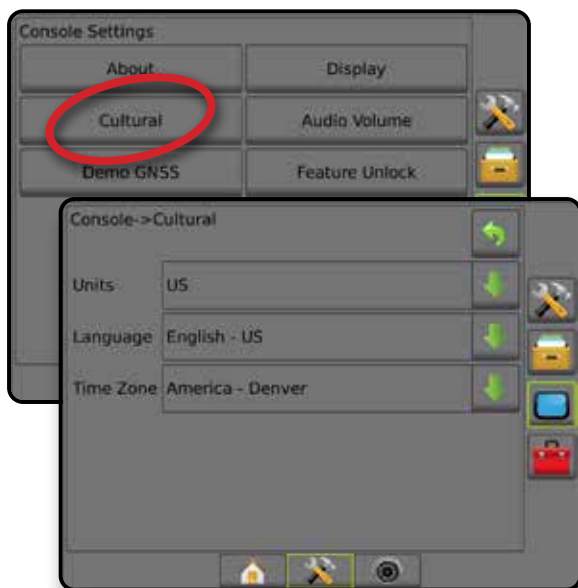 Console Settings
About Display
Cultural Audio Volume
Demo GNSS Feature Unlock
Console->Cultural
Units US
Language English - US
Time Zone America - Denver